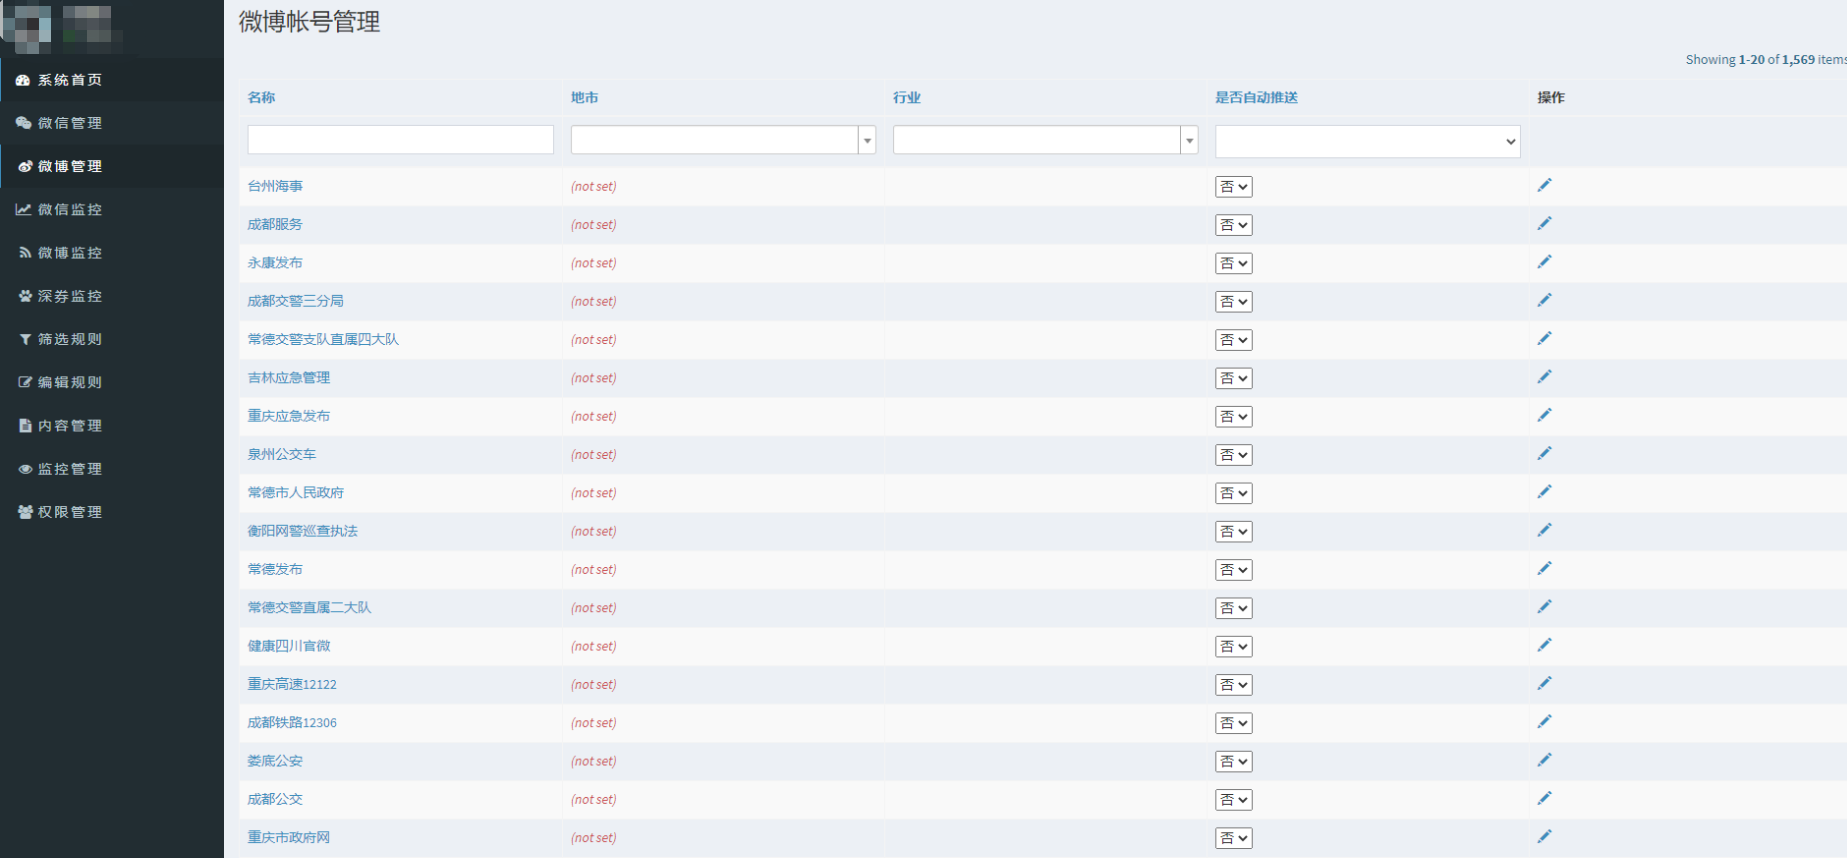 微博帐号管理
Showing 1-20 of 1,569 items
系统首页
微信管理
微博管理
微信监控
微博监控
深券监控
筛选规则
编辑规则
内容管理
监控管理
权限管理
名称 地市 行业 是否自动推送 操作
台州海事 (not set) 否
成都服务 (not set) 否
永康发布 (not set) 否
成都交警三分局 (not set) 否
常德交警支队直属四大队 (not set) 否
吉林应急管理 (not set) 否
重庆应急发布 (not set) 否
泉州公交车 (not set) 否
常德市人民政府 (not set) 否
衡阳网警巡查执法 (not set) 否
常德发布 (not set) 否
常德交警直属二大队 (not set) 否
健康四川官微 (not set) 否
重庆高速12122 (not set) 否
成都铁路12306 (not set) 否
娄底公安 (not set) 否
成都公交 (not set) 否
重庆市政府网 (not set) 否